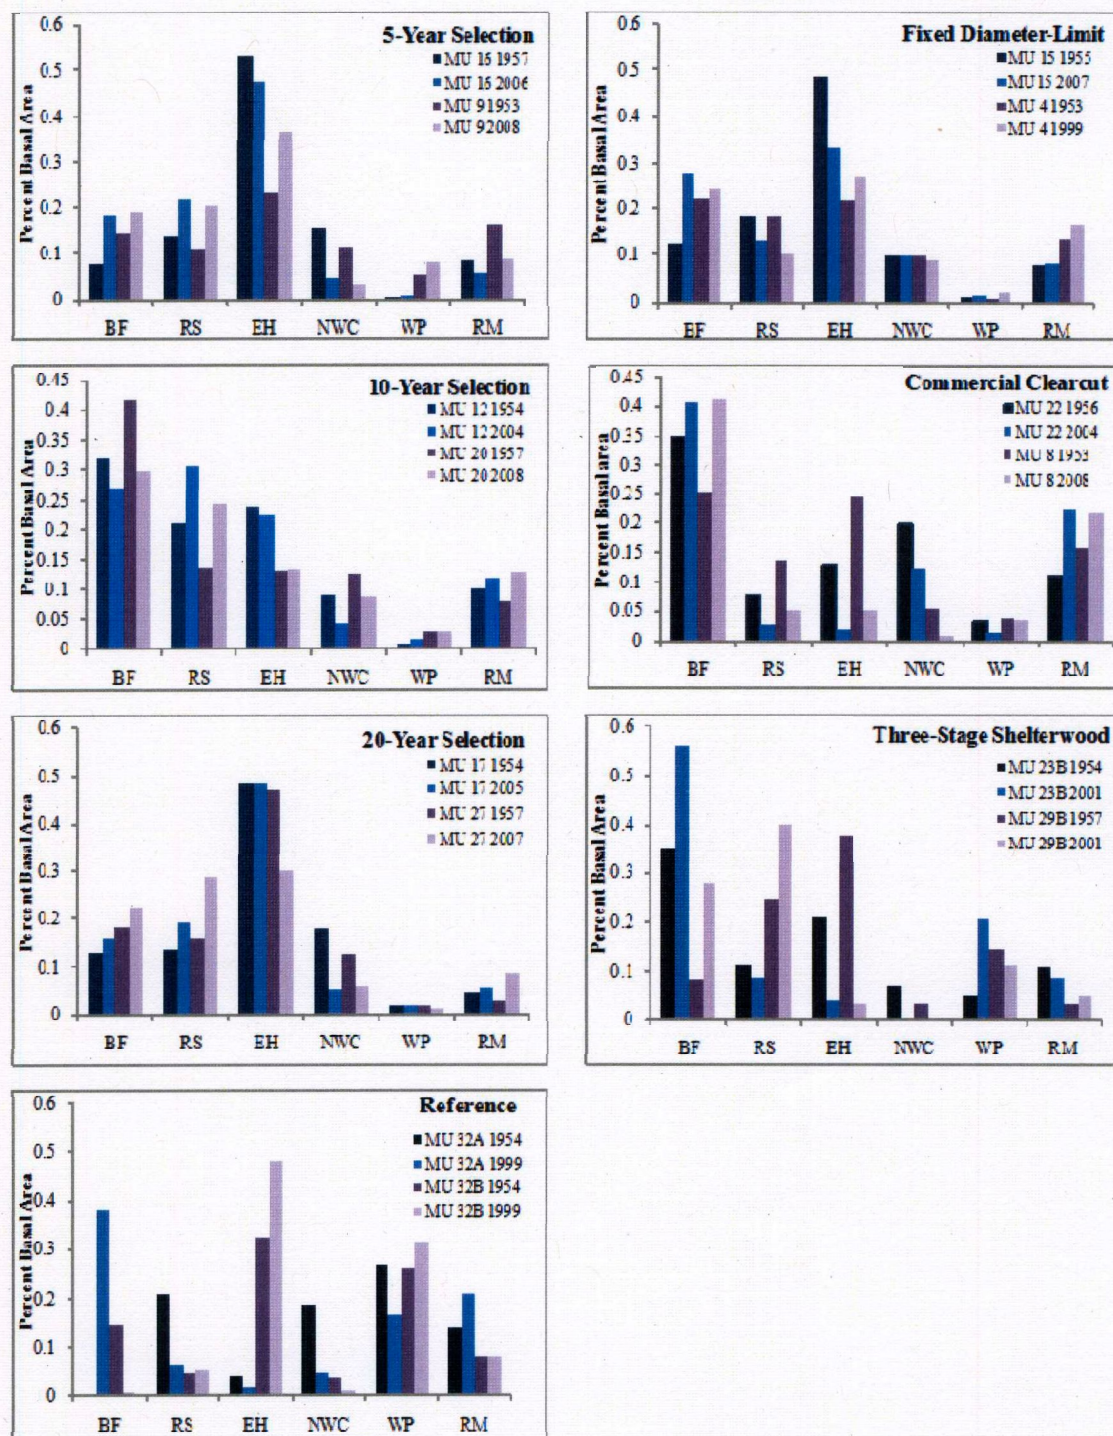 5-Year Selection
MU 16 1957
MU 16 2006
MU 9 1953
MU 9 2008
Percent Basal Area
0.6
0.5
0.4
0.3
0.2
0.1
0
BF RS EH NWC WP RM
Fixed Diameter-Limit
MU 15 1955
MU 15 2007
MU 4 1953
MU 4 1999
Percent Basal Area
0.6
0.5
0.4
0.3
0.2
0.1
0
BF RS EH NWC WP RM
10-Year Selection
MU 12 1954
MU 12 2004
MU 20 1957
MU 20 2008
Percent Basal Area
0.45
0.4
0.35
0.3
0.25
0.2
0.15
0.1
0.05
0
BF RS EH NWC WP RM
Commercial Clearcut
MU 22 1956
MU 22 2004
MU 8 1953
MU 8 2008
Percent Basal area
0.45
0.4
0.35
0.3
0.25
0.2
0.15
0.1
0.05
0
BF RS EH NWC WP RM
20-Year Selection
MU 17 1954
MU 17 2005
MU 27 1957
MU 27 2007
Percent Basal Area
0.6
0.5
0.4
0.3
0.2
0.1
0
BF RS EH NWC WP RM
Three-Stage Shelterwood
MU 23B 1954
MU 23B 2001
MU 29B 1957
MU 29B 2001
Percent Basal Area
0.6
0.5
0.4
0.3
0.2
0.1
0
BF RS EH NWC WP RM
Reference
MU 32A 1954
MU 32A 1999
MU 32B 1954
MU 32B 1999
Percent Basal Area
0.6
0.5
0.4
0.3
0.2
0.1
0
BF RS EH NWC WP RM